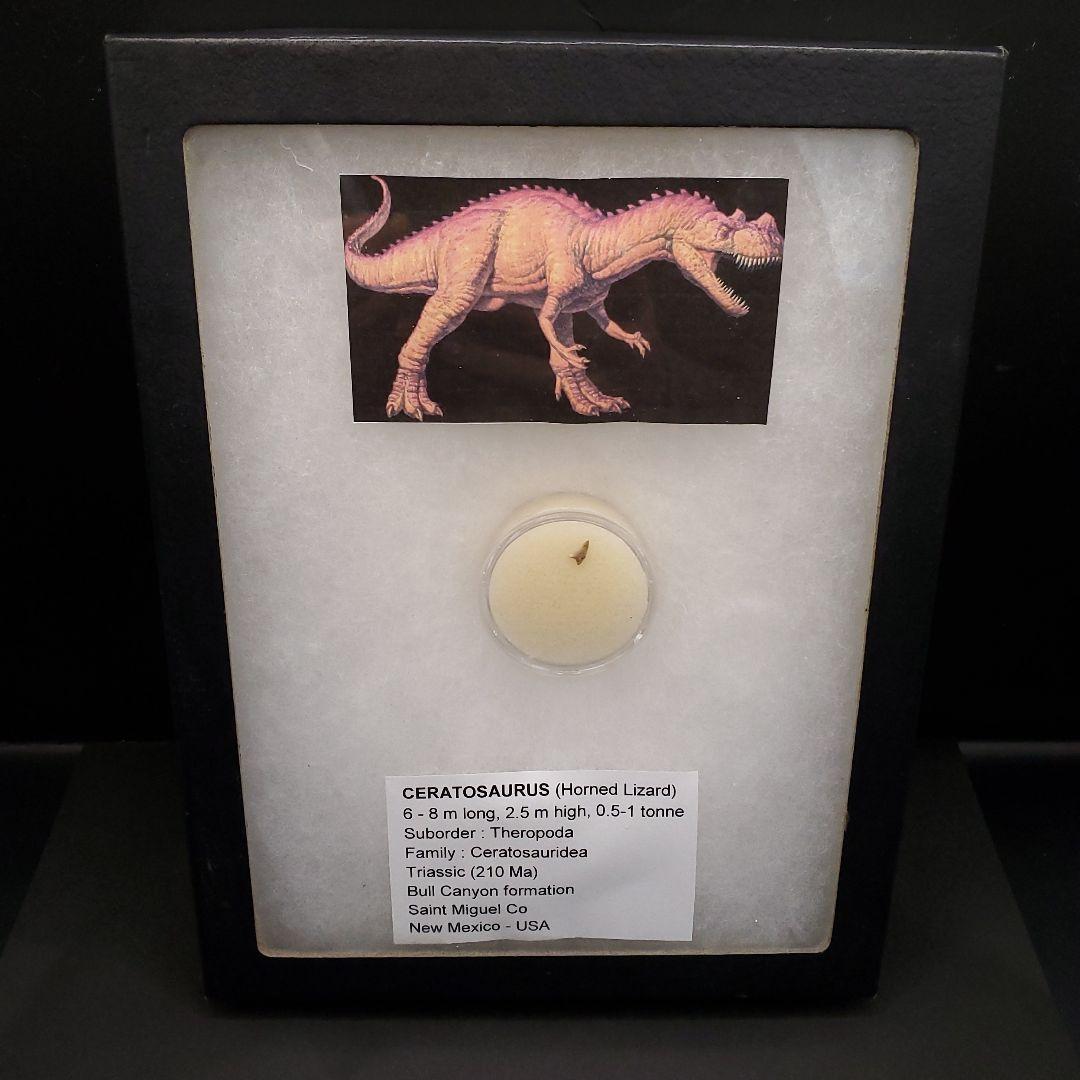 CERATOSAURUS (Horned Lizard)
6 - 8 m long, 2.5 m high, 0.5-1 tonne
Suborder : Theropoda
Family : Ceratosauridea
Triassic (210 Ma)
Bull Canyon formation
Saint Miguel Co
New Mexico - USA